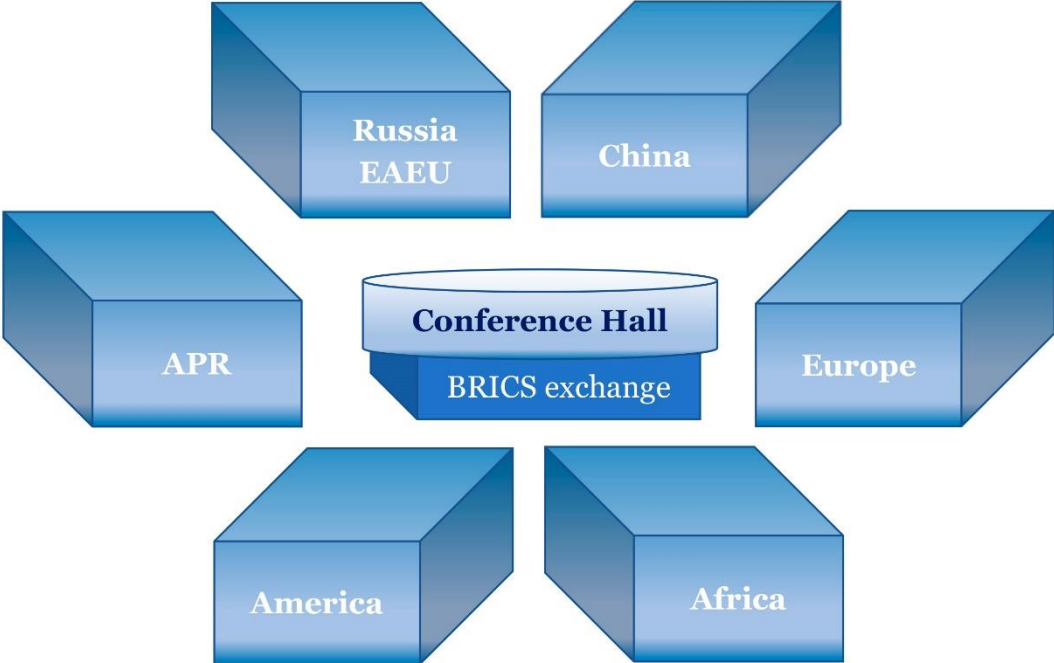 Russia
EAEU
China
APR
Conference Hall
BRICS exchange
Europe
America
Africa